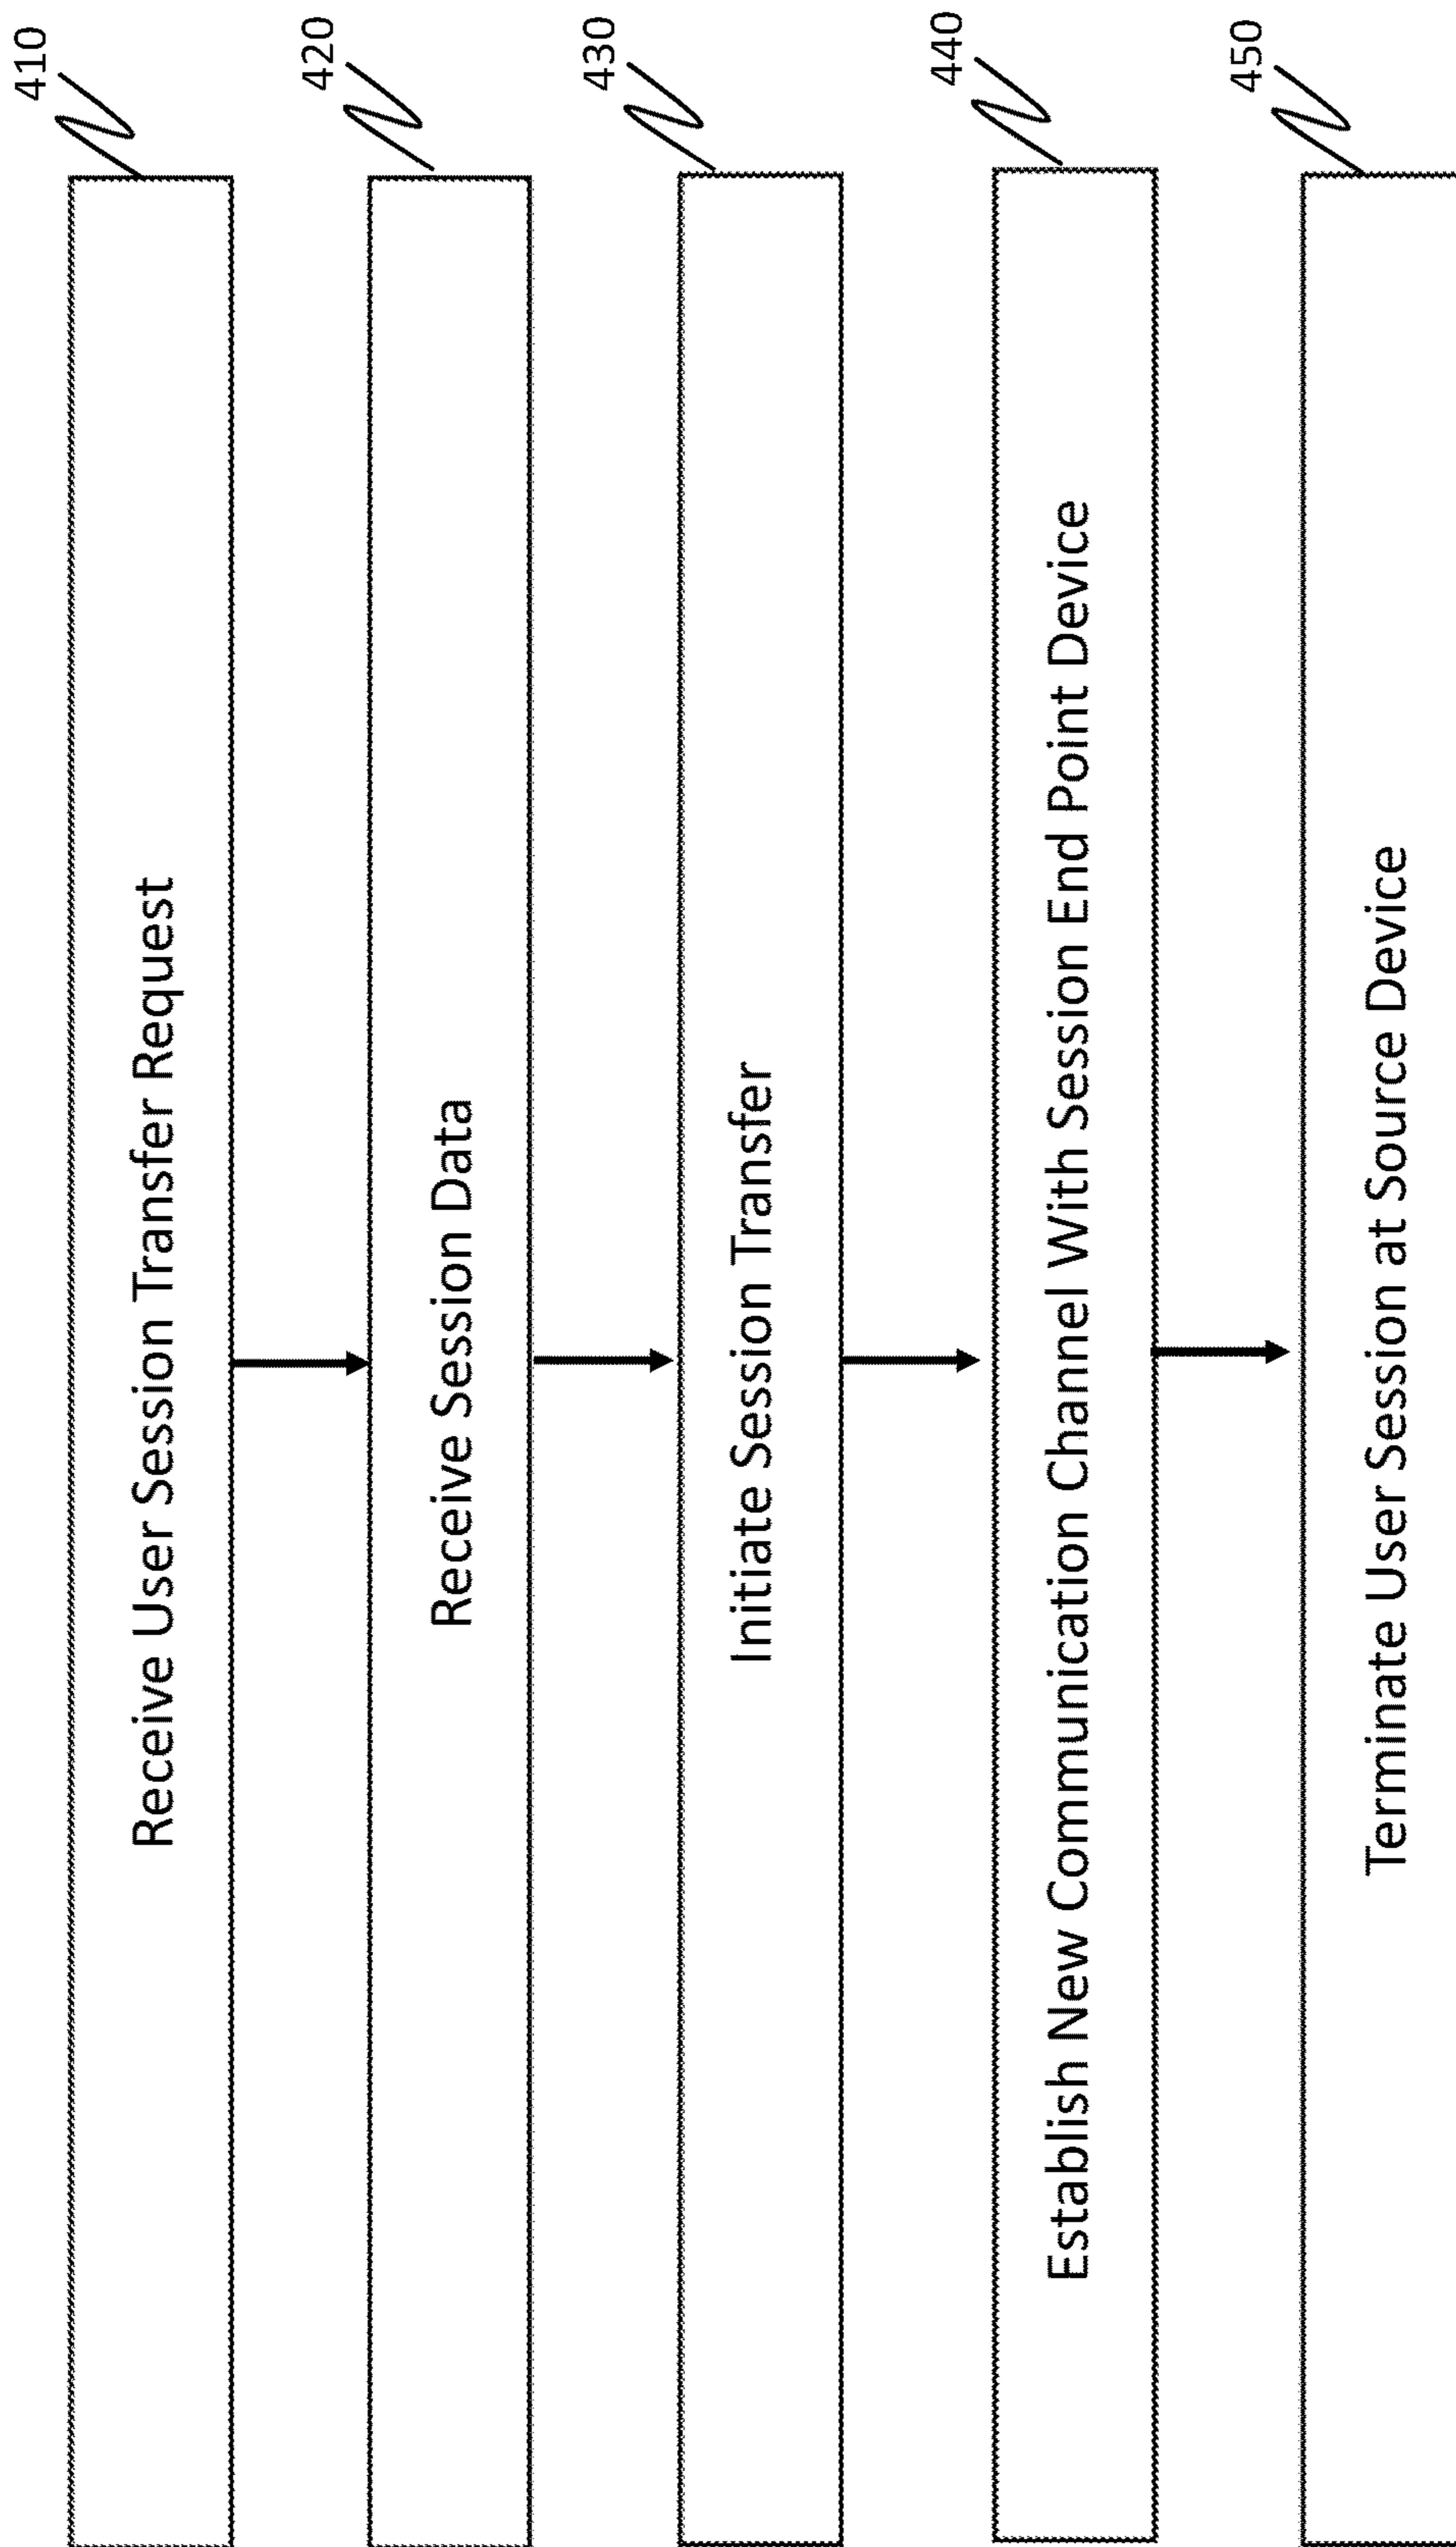 Receive User Session Transfer Request
410
Receive Session Data
420
Initiate Session Transfer
430
Establish New Communication Channel With Session End Point Device
440
Terminate User Session at Source Device
450